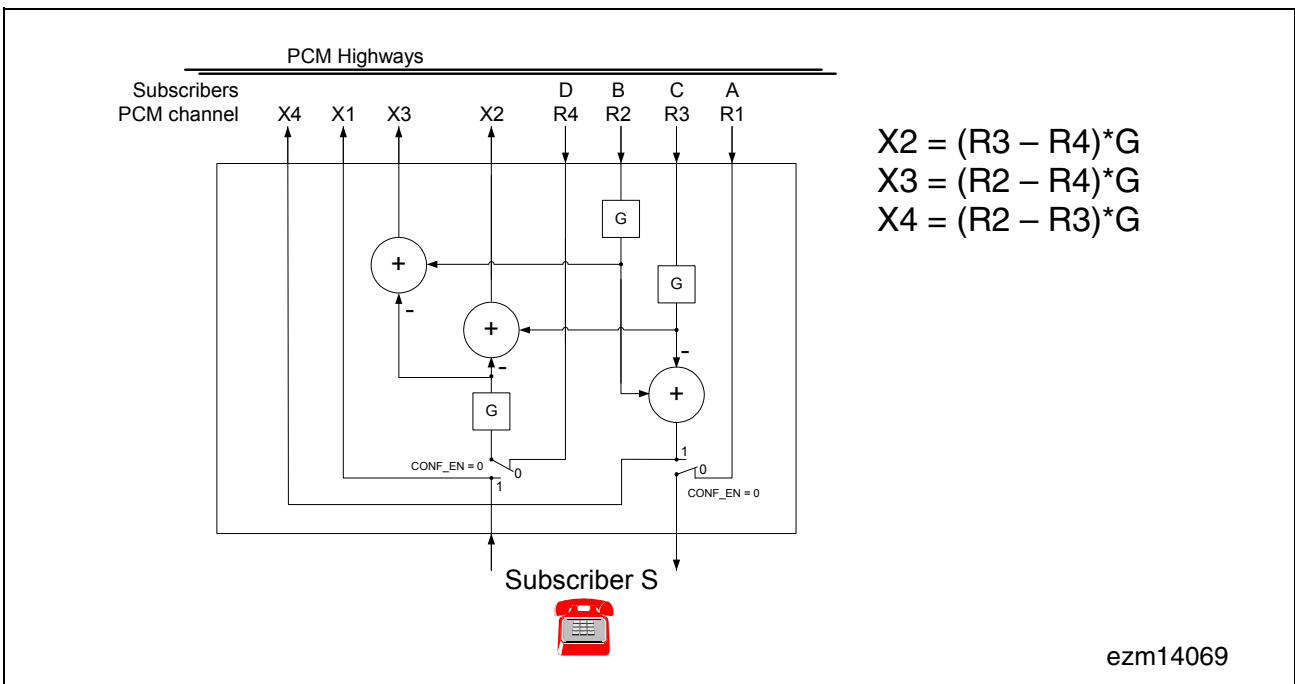 PCM Highways
Subscribers D B C A
PCM channel X4 X1 X3 X2 R4 R2 R3 R1
X2 = (R3 – R4)*G
X3 = (R2 – R4)*G
X4 = (R2 – R3)*G
G
+
G
-
+
-
-
G
+
CONF_EN = 0
0
1
1
0
CONF_EN = 0
Subscriber S
ezm14069